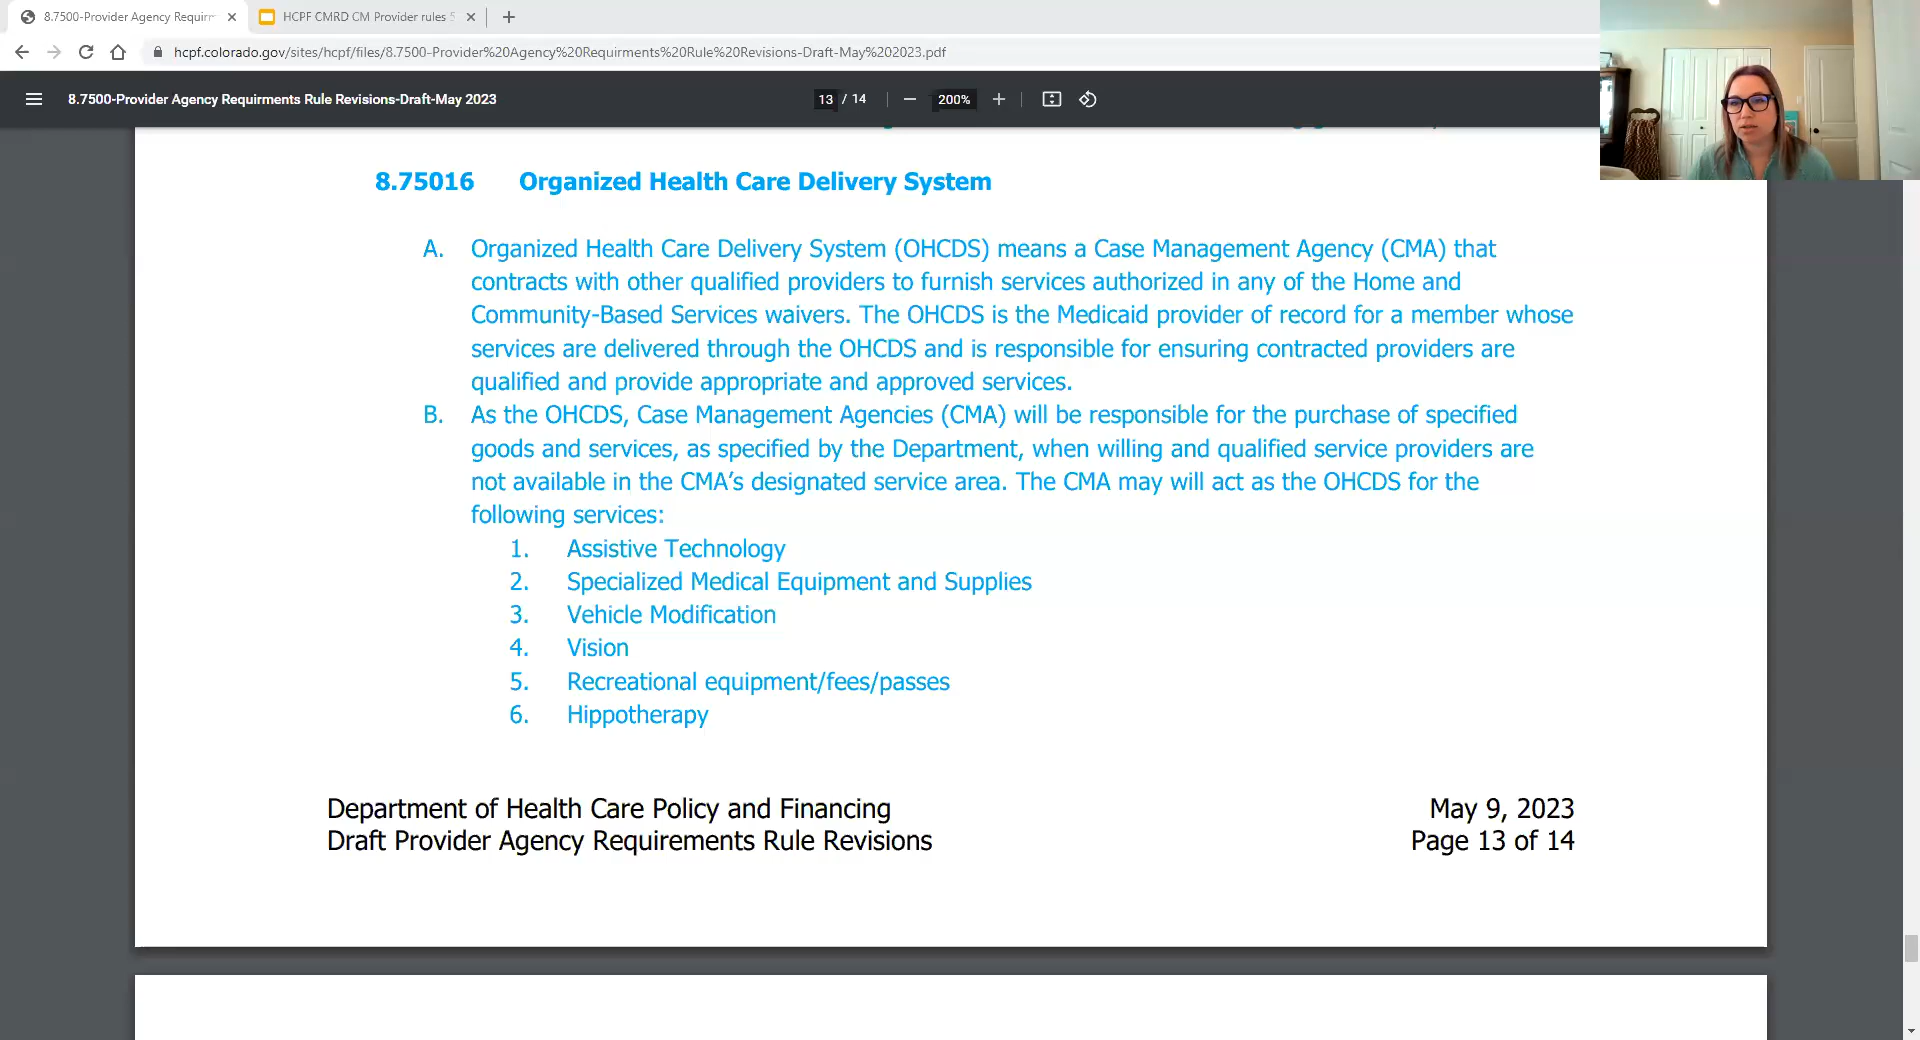 8.7500-Provider Agency Requirm
HCPF CMRD CM Provider rules 5
hcpf.colorado.gov/sites/hcpf/files/8.7500-Provider%20Agency%20Requirments%20Rule%20Revisions-Draft-May%202023.pdf
8.7500-Provider Agency Requirments Rule Revisions-Draft-May 2023
13 / 14
200%
8.75016 Organized Health Care Delivery System
A. Organized Health Care Delivery System (OHCDS) means a Case Management Agency (CMA) that
contracts with other qualified providers to furnish services authorized in any of the Home and
Community-Based Services waivers. The OHCDS is the Medicaid provider of record for a member whose
services are delivered through the OHCDS and is responsible for ensuring contracted providers are
qualified and provide appropriate and approved services.
B. As the OHCDS, Case Management Agencies (CMA) will be responsible for the purchase of specified
goods and services, as specified by the Department, when willing and qualified service providers are
not available in the CMA’s designated service area. The CMA may will act as the OHCDS for the
following services:
1. Assistive Technology
2. Specialized Medical Equipment and Supplies
3. Vehicle Modification
4. Vision
5. Recreational equipment/fees/passes
6. Hippotherapy
Department of Health Care Policy and Financing
May 9, 2023
Draft Provider Agency Requirements Rule Revisions
Page 13 of 14